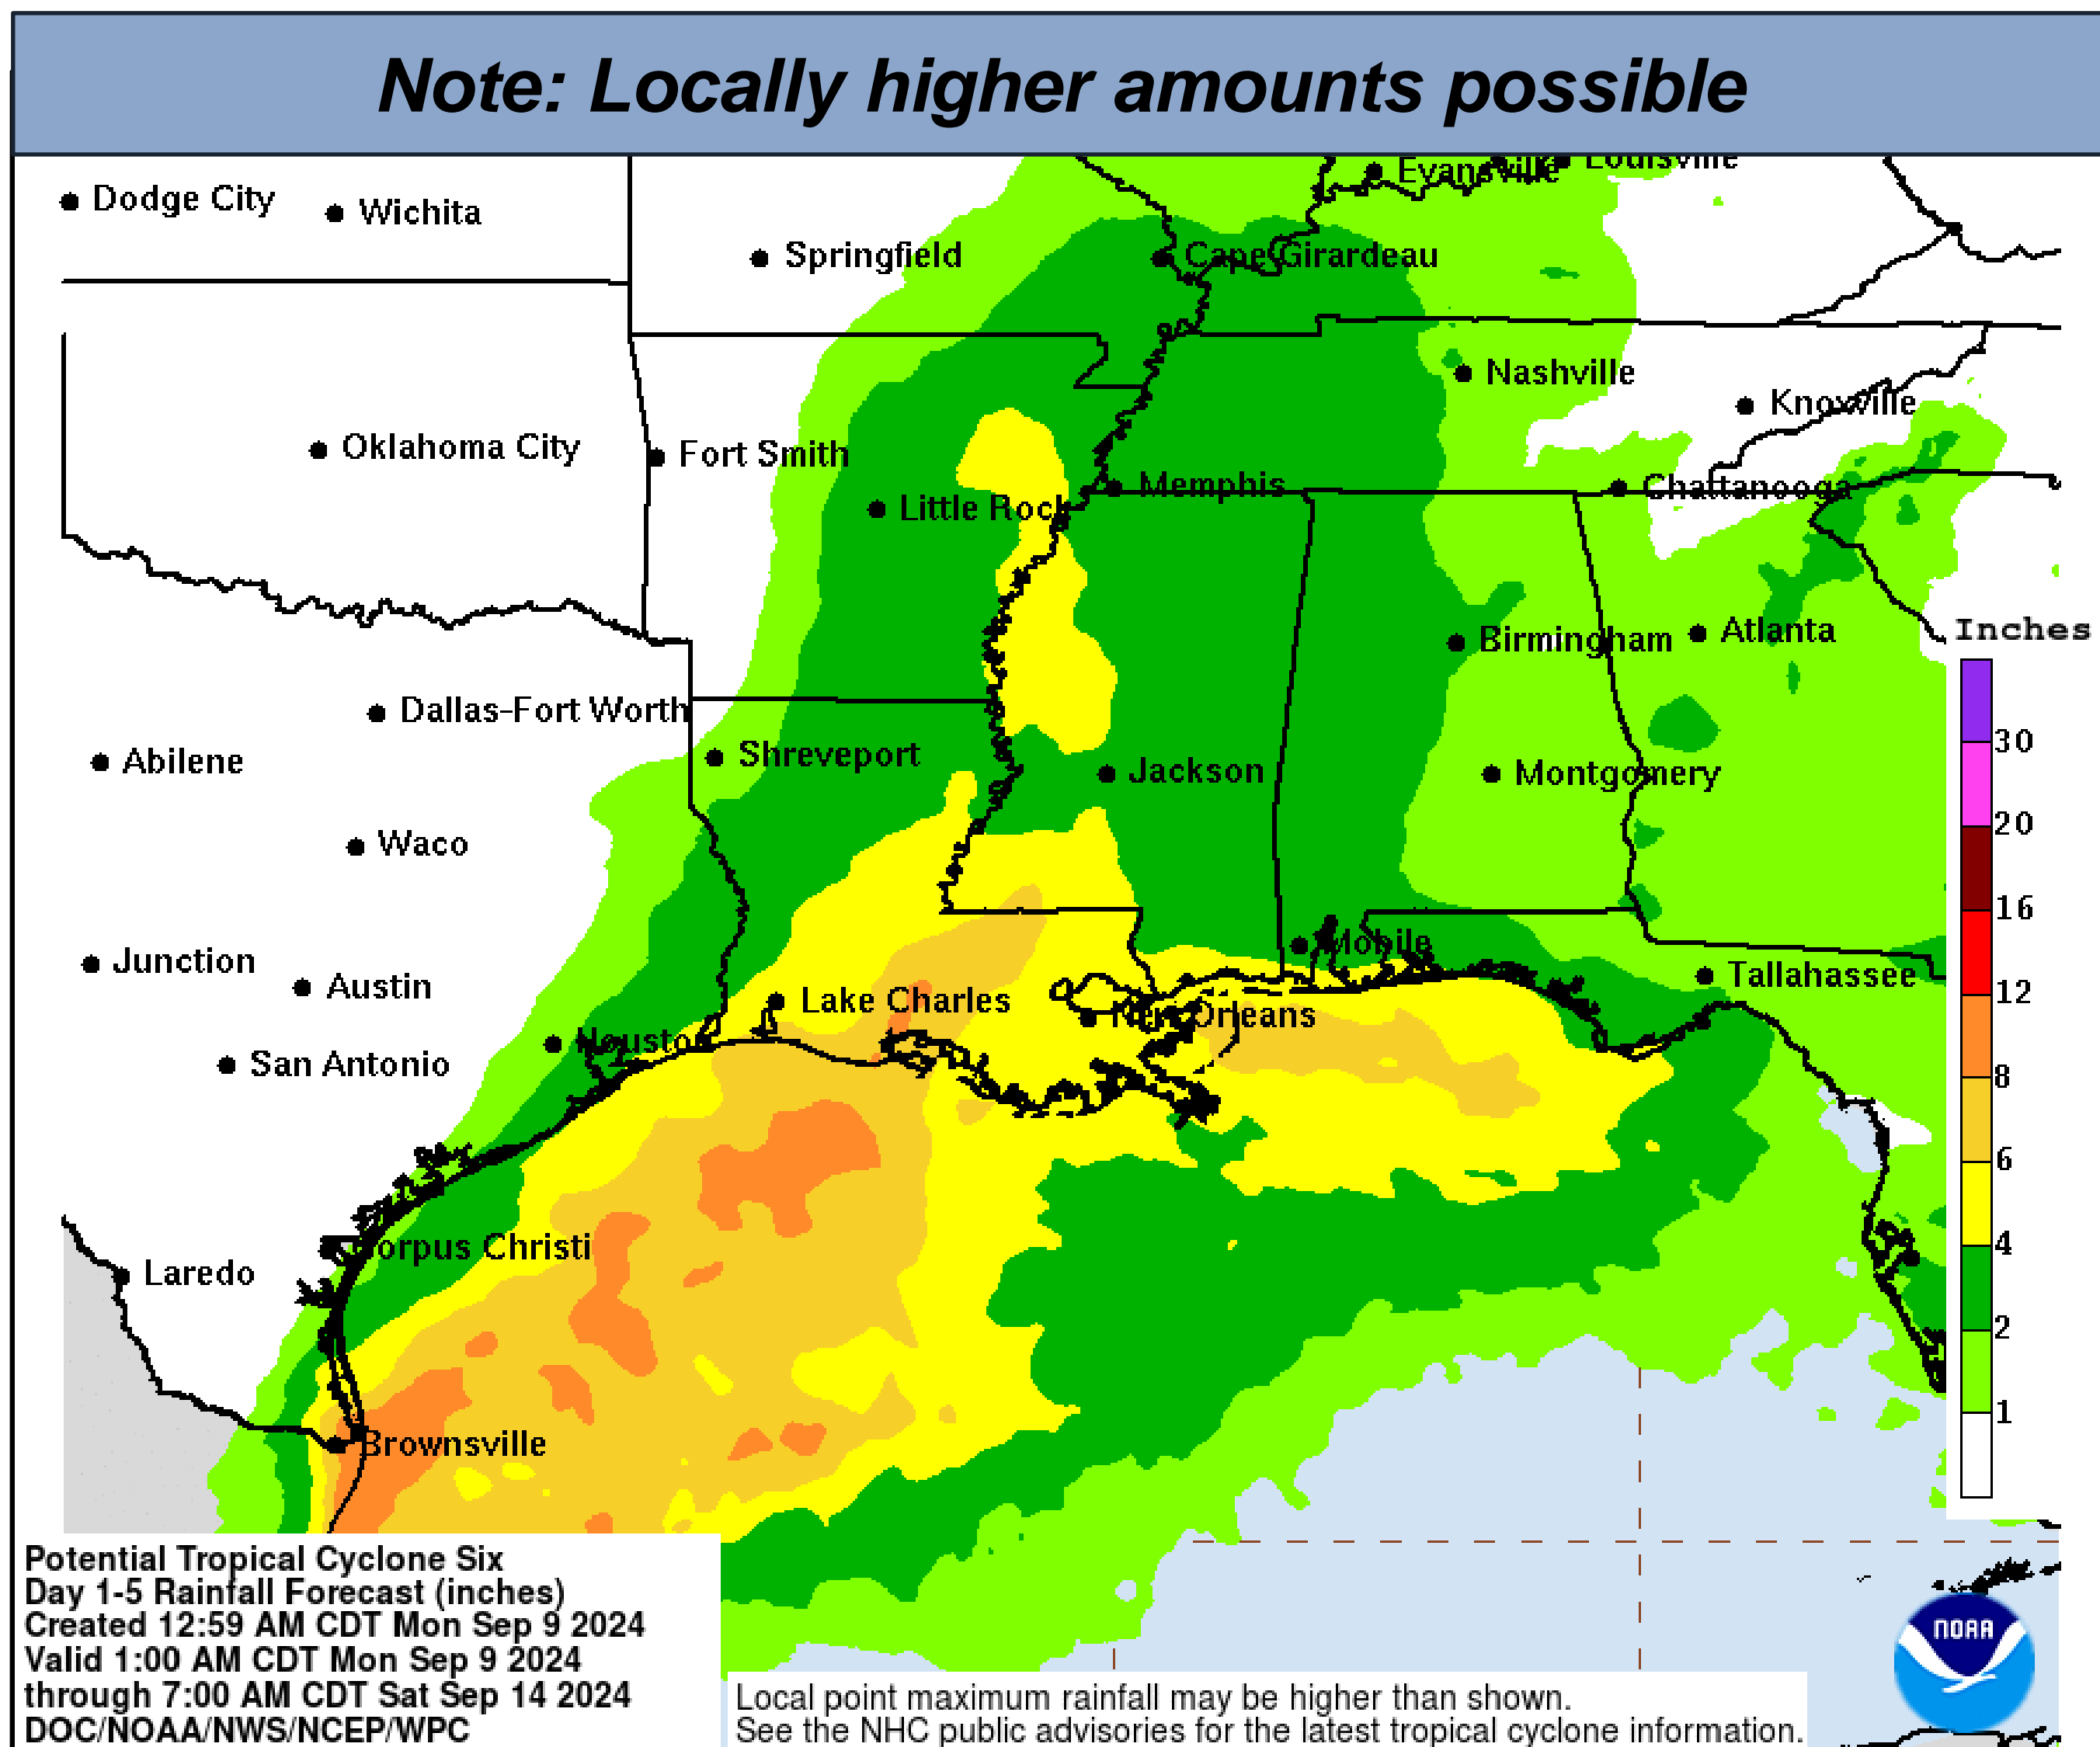 Note: Locally higher amounts possible
Evansville
Louisville
Dodge City
Wichita
Springfield
Cape Girardeau
Nashville
Knoxville
Oklahoma City
Fort Smith
Little Rock
Memphis
Chattanooga
Birmingham
Atlanta
Inches
Dallas-Fort Worth
Abilene
Shreveport
Jackson
Montgomery
30
20
Waco
16
Junction
Austin
Mobile
Tallahassee
Lake Charles
New Orleans
12
Houston
San Antonio
8
6
Corpus Christi
4
Laredo
2
1
Brownsville
Potential Tropical Cyclone Six
Day 1-5 Rainfall Forecast (inches)
Created 12:59 AM CDT Mon Sep 9 2024
Valid 1:00 AM CDT Mon Sep 9 2024
through 7:00 AM CDT Sat Sep 14 2024
DOC/NOAA/NWS/NCEP/WPC
Local point maximum rainfall may be higher than shown.
See the NHC public advisories for the latest tropical cyclone information.
NOAA